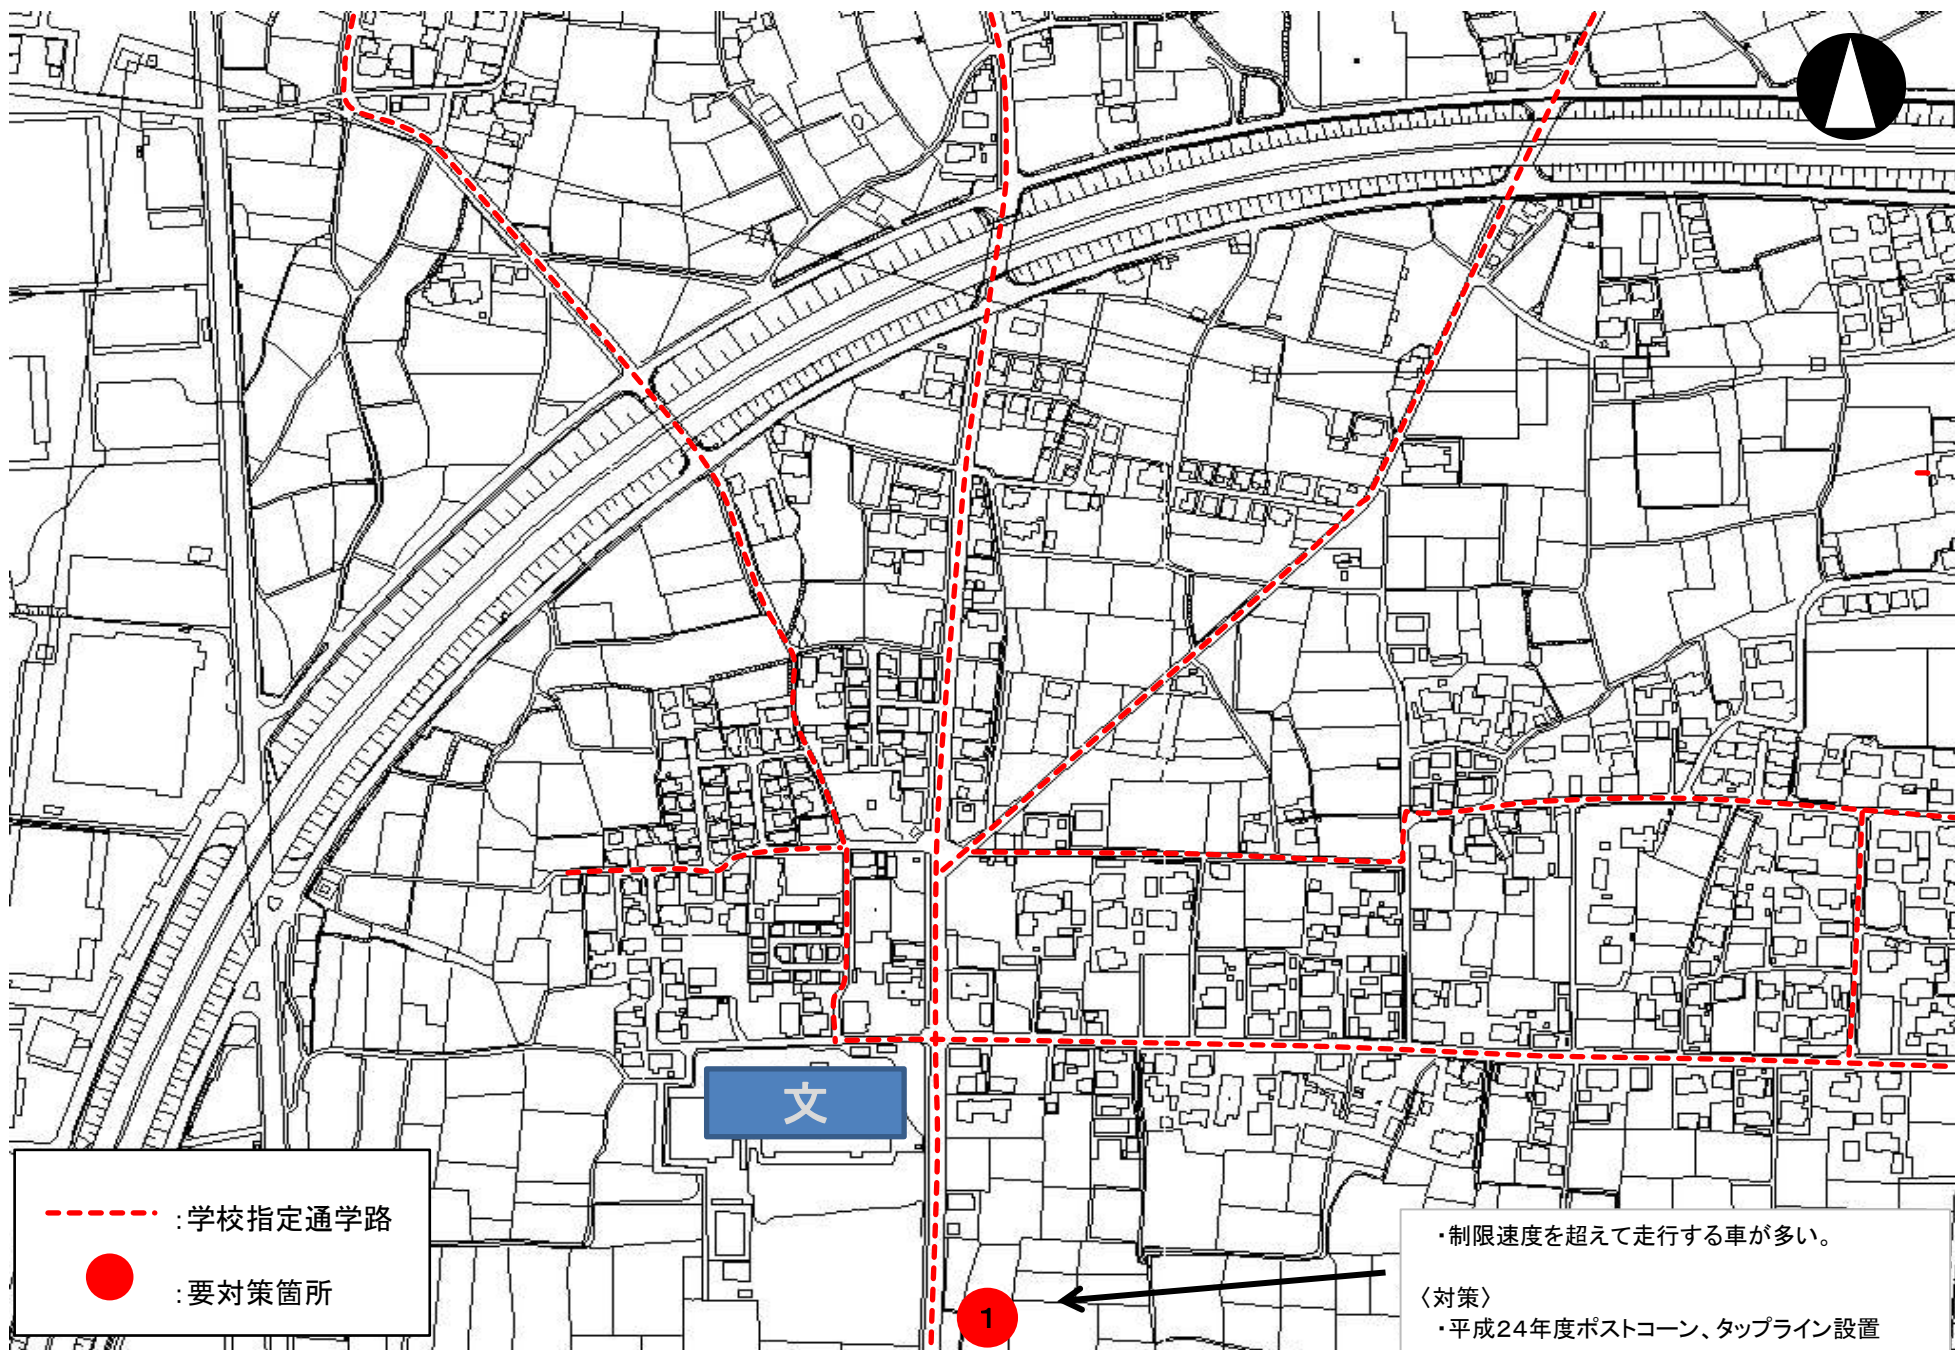 文
:学校指定通学路
:要対策箇所
1
・制限速度を超えて走行する車が多い。
〈対策〉
・平成24年度ポストコーン、タップライン設置